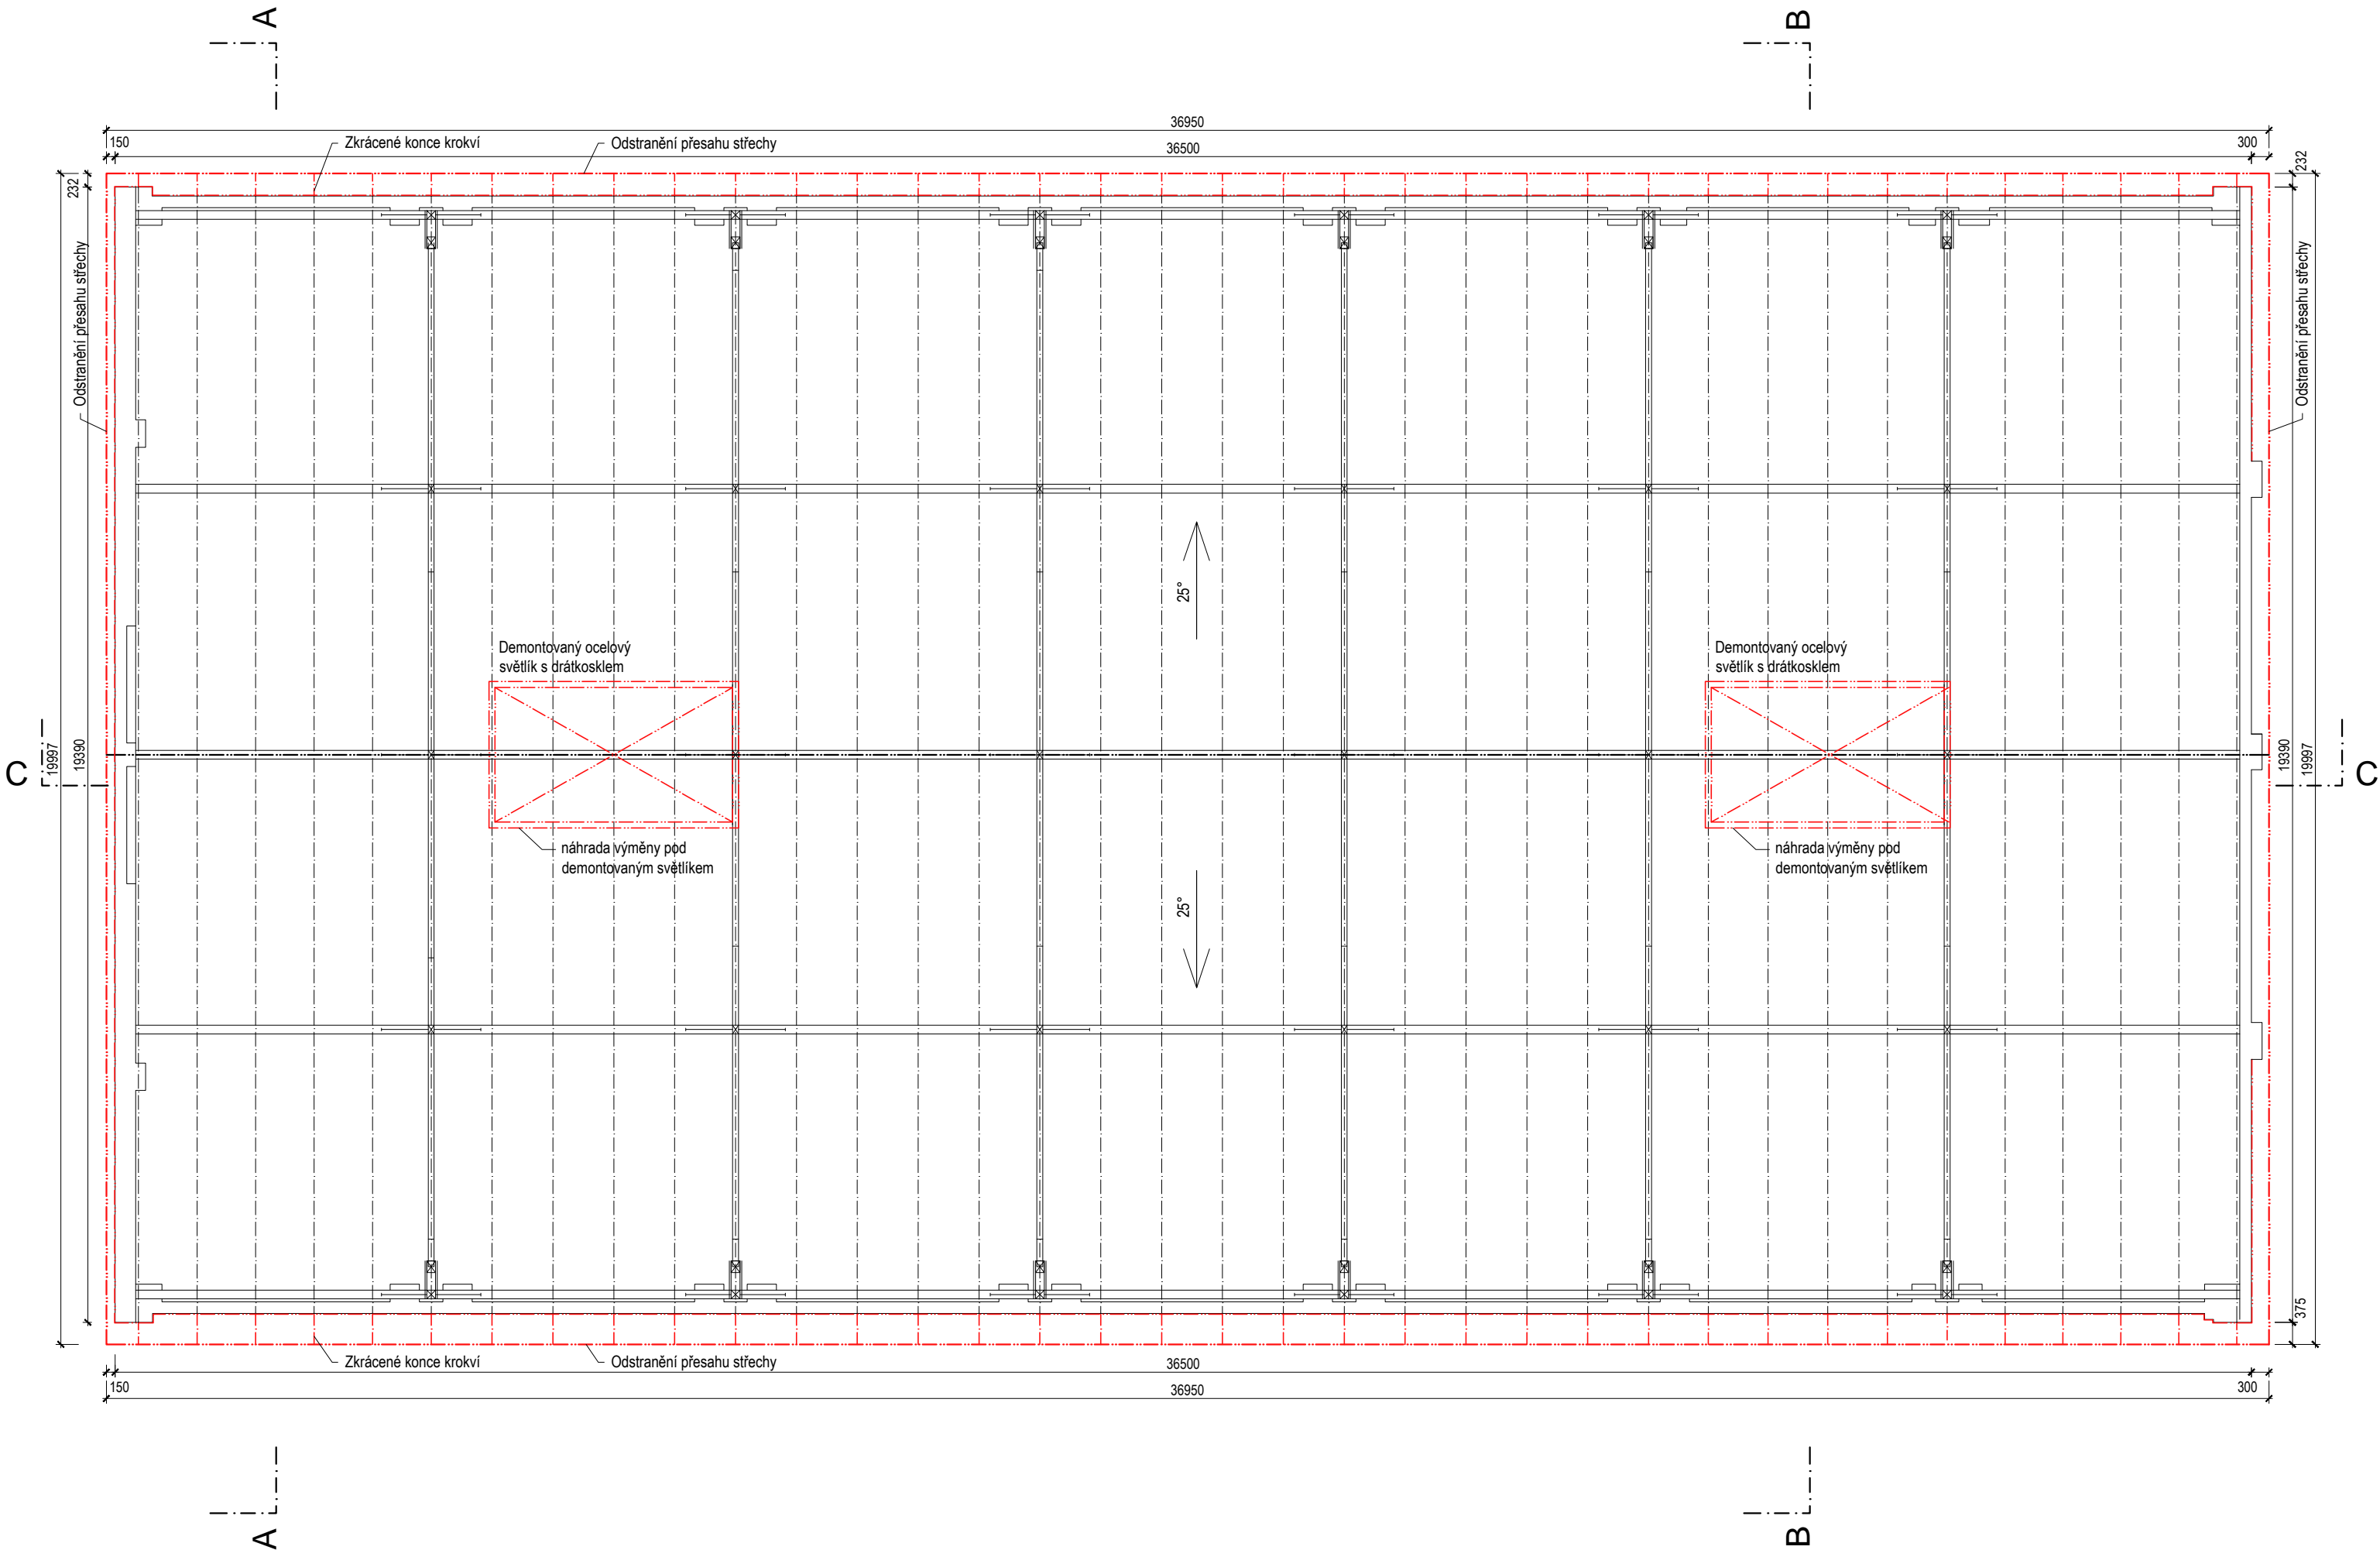 A
B
36950
150
Zkrácené konce krokví
Odstranění přesahu střechy
36500
300
232
232
Odstranění přesahu střechy
Odstranění přesahu střechy
25°
Demontovaný ocelový
světlík s drátkosklem
Demontovaný ocelový
světlík s drátkosklem
C
19997
19390
19390
19997
C
náhrada výměny pod
demontovaným světlíkem
náhrada výměny pod
demontovaným světlíkem
25°
375
Zkrácené konce krokví
Odstranění přesahu střechy
36500
150
36950
300
A
B